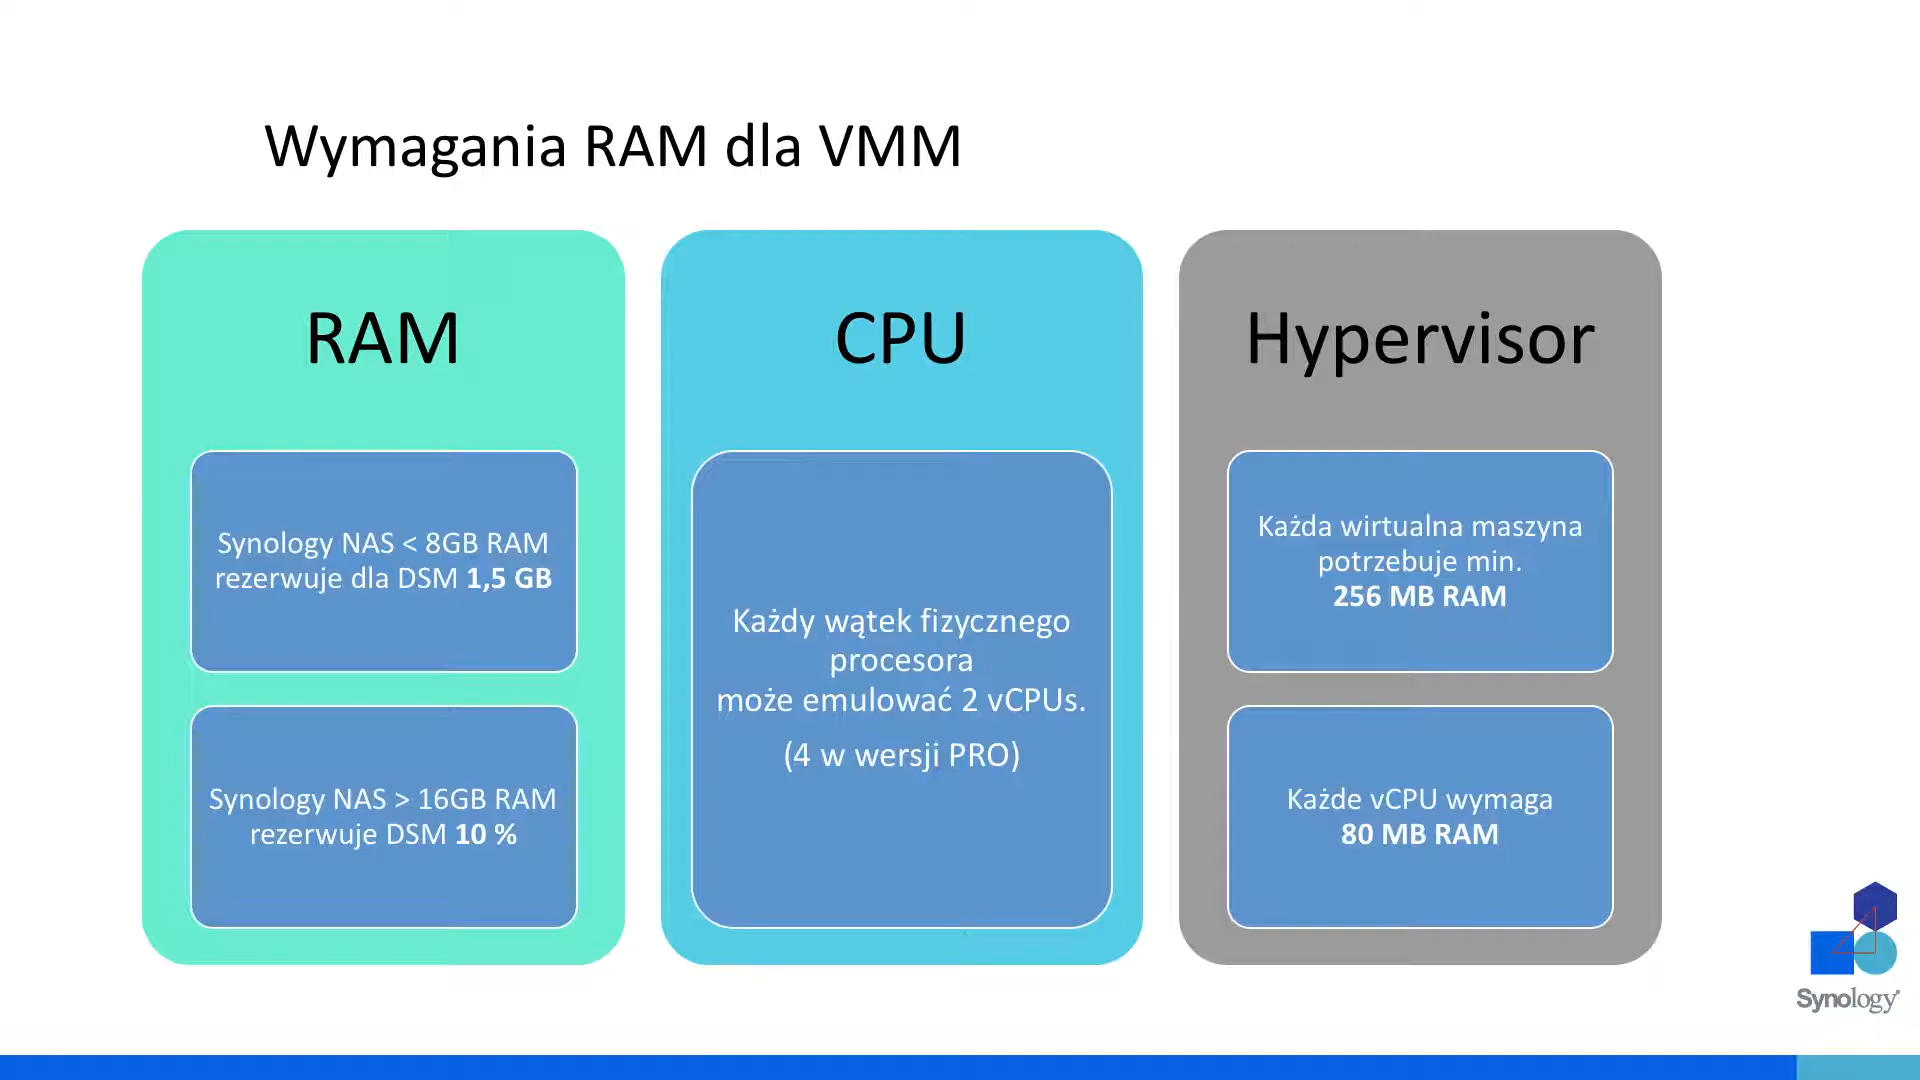 Wymagania RAM dla VMM
RAM
Synology NAS < 8GB RAM
rezerwuje dla DSM 1,5 GB
Synology NAS > 16GB RAM
rezerwuje DSM 10 %
CPU
Każdy wątek fizycznego
procesora
może emulować 2 vCPUs.
(4 w wersji PRO)
Hypervisor
Każda wirtualna maszyna
potrzebuje min.
256 MB RAM
Każde vCPU wymaga
80 MB RAM
Synology